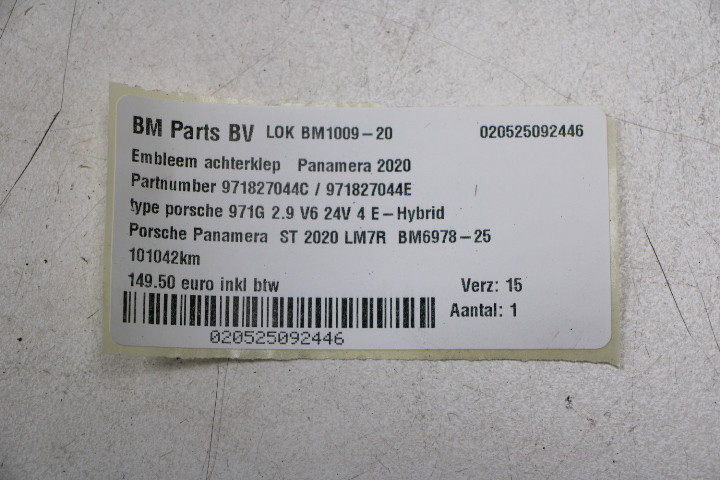 BM Parts BV LOK BM1009-20 020525092446
Embleem achterklep Panamera 2020
Partnumber 971827044C / 971827044E
type porsche 971G 2.9 V6 24V 4 E-Hybrid
Porsche Panamera ST 2020 LM7R BM6978-25
101042km
149.50 euro inkl btw Verz: 15
Aantal: 1
020525092446